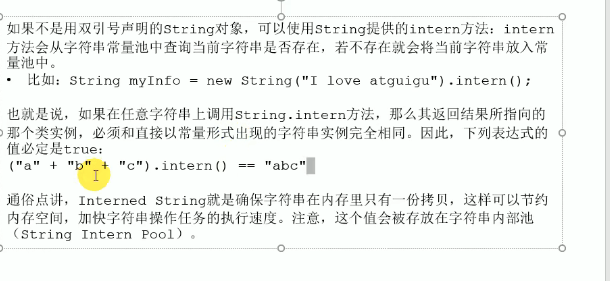 如果不是用双引号声明的String对象，可以使用String提供的intern方法：intern
方法会从字符串常量池中查询当前字符串是否存在，若不存在就会将当前字符串放入常
量池中。
• 比如：String myInfo = new String("I love atguigu").intern();
也就是说，如果在任意字符串上调用String.intern方法，那么其返回结果所指向的
那个类实例，必须和直接以常量形式出现的字符串实例完全相同。因此，下列表达式的
值必定是true：
("a" + "b" + "c").intern() == "abc"
通俗点讲，Interned String就是确保字符串在内存里只有一份拷贝，这样可以节约
内存空间，加快字符串操作任务的执行速度。注意，这个值会被存放在字符串内部池
（String Intern Pool）。